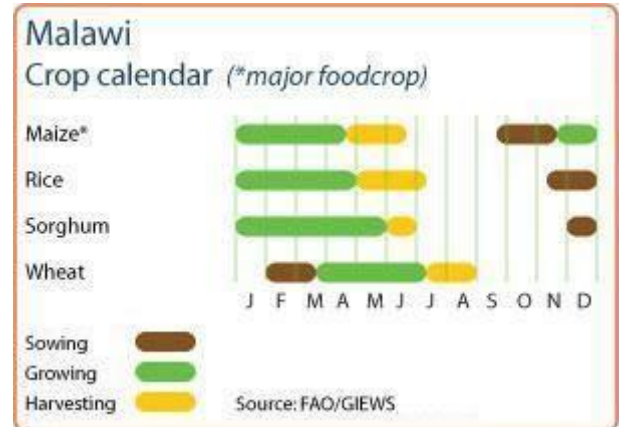 Malawi
Crop calendar (*major foodcrop)
Maize*
Rice
Sorghum
Wheat
J F M A M J J A S O N D
Sowing
Growing
Harvesting Source: FAO/GIEWS